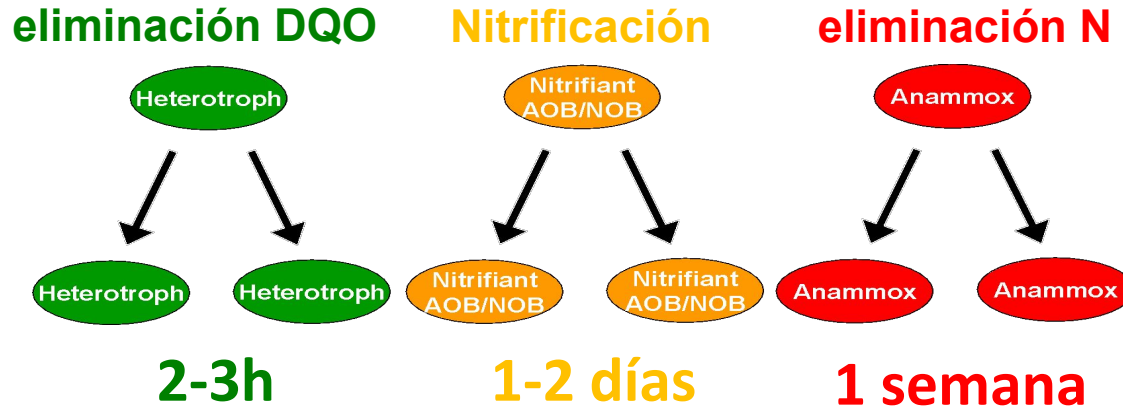 eliminación DQO
Nitrificación
eliminación N
Heterotroph
Nitrifiant
AOB/NOB
Anammox
Heterotroph
Heterotroph
Nitrifiant
AOB/NOB
Nitrifiant
AOB/NOB
Anammox
Anammox
2-3h
1-2 días
1 semana